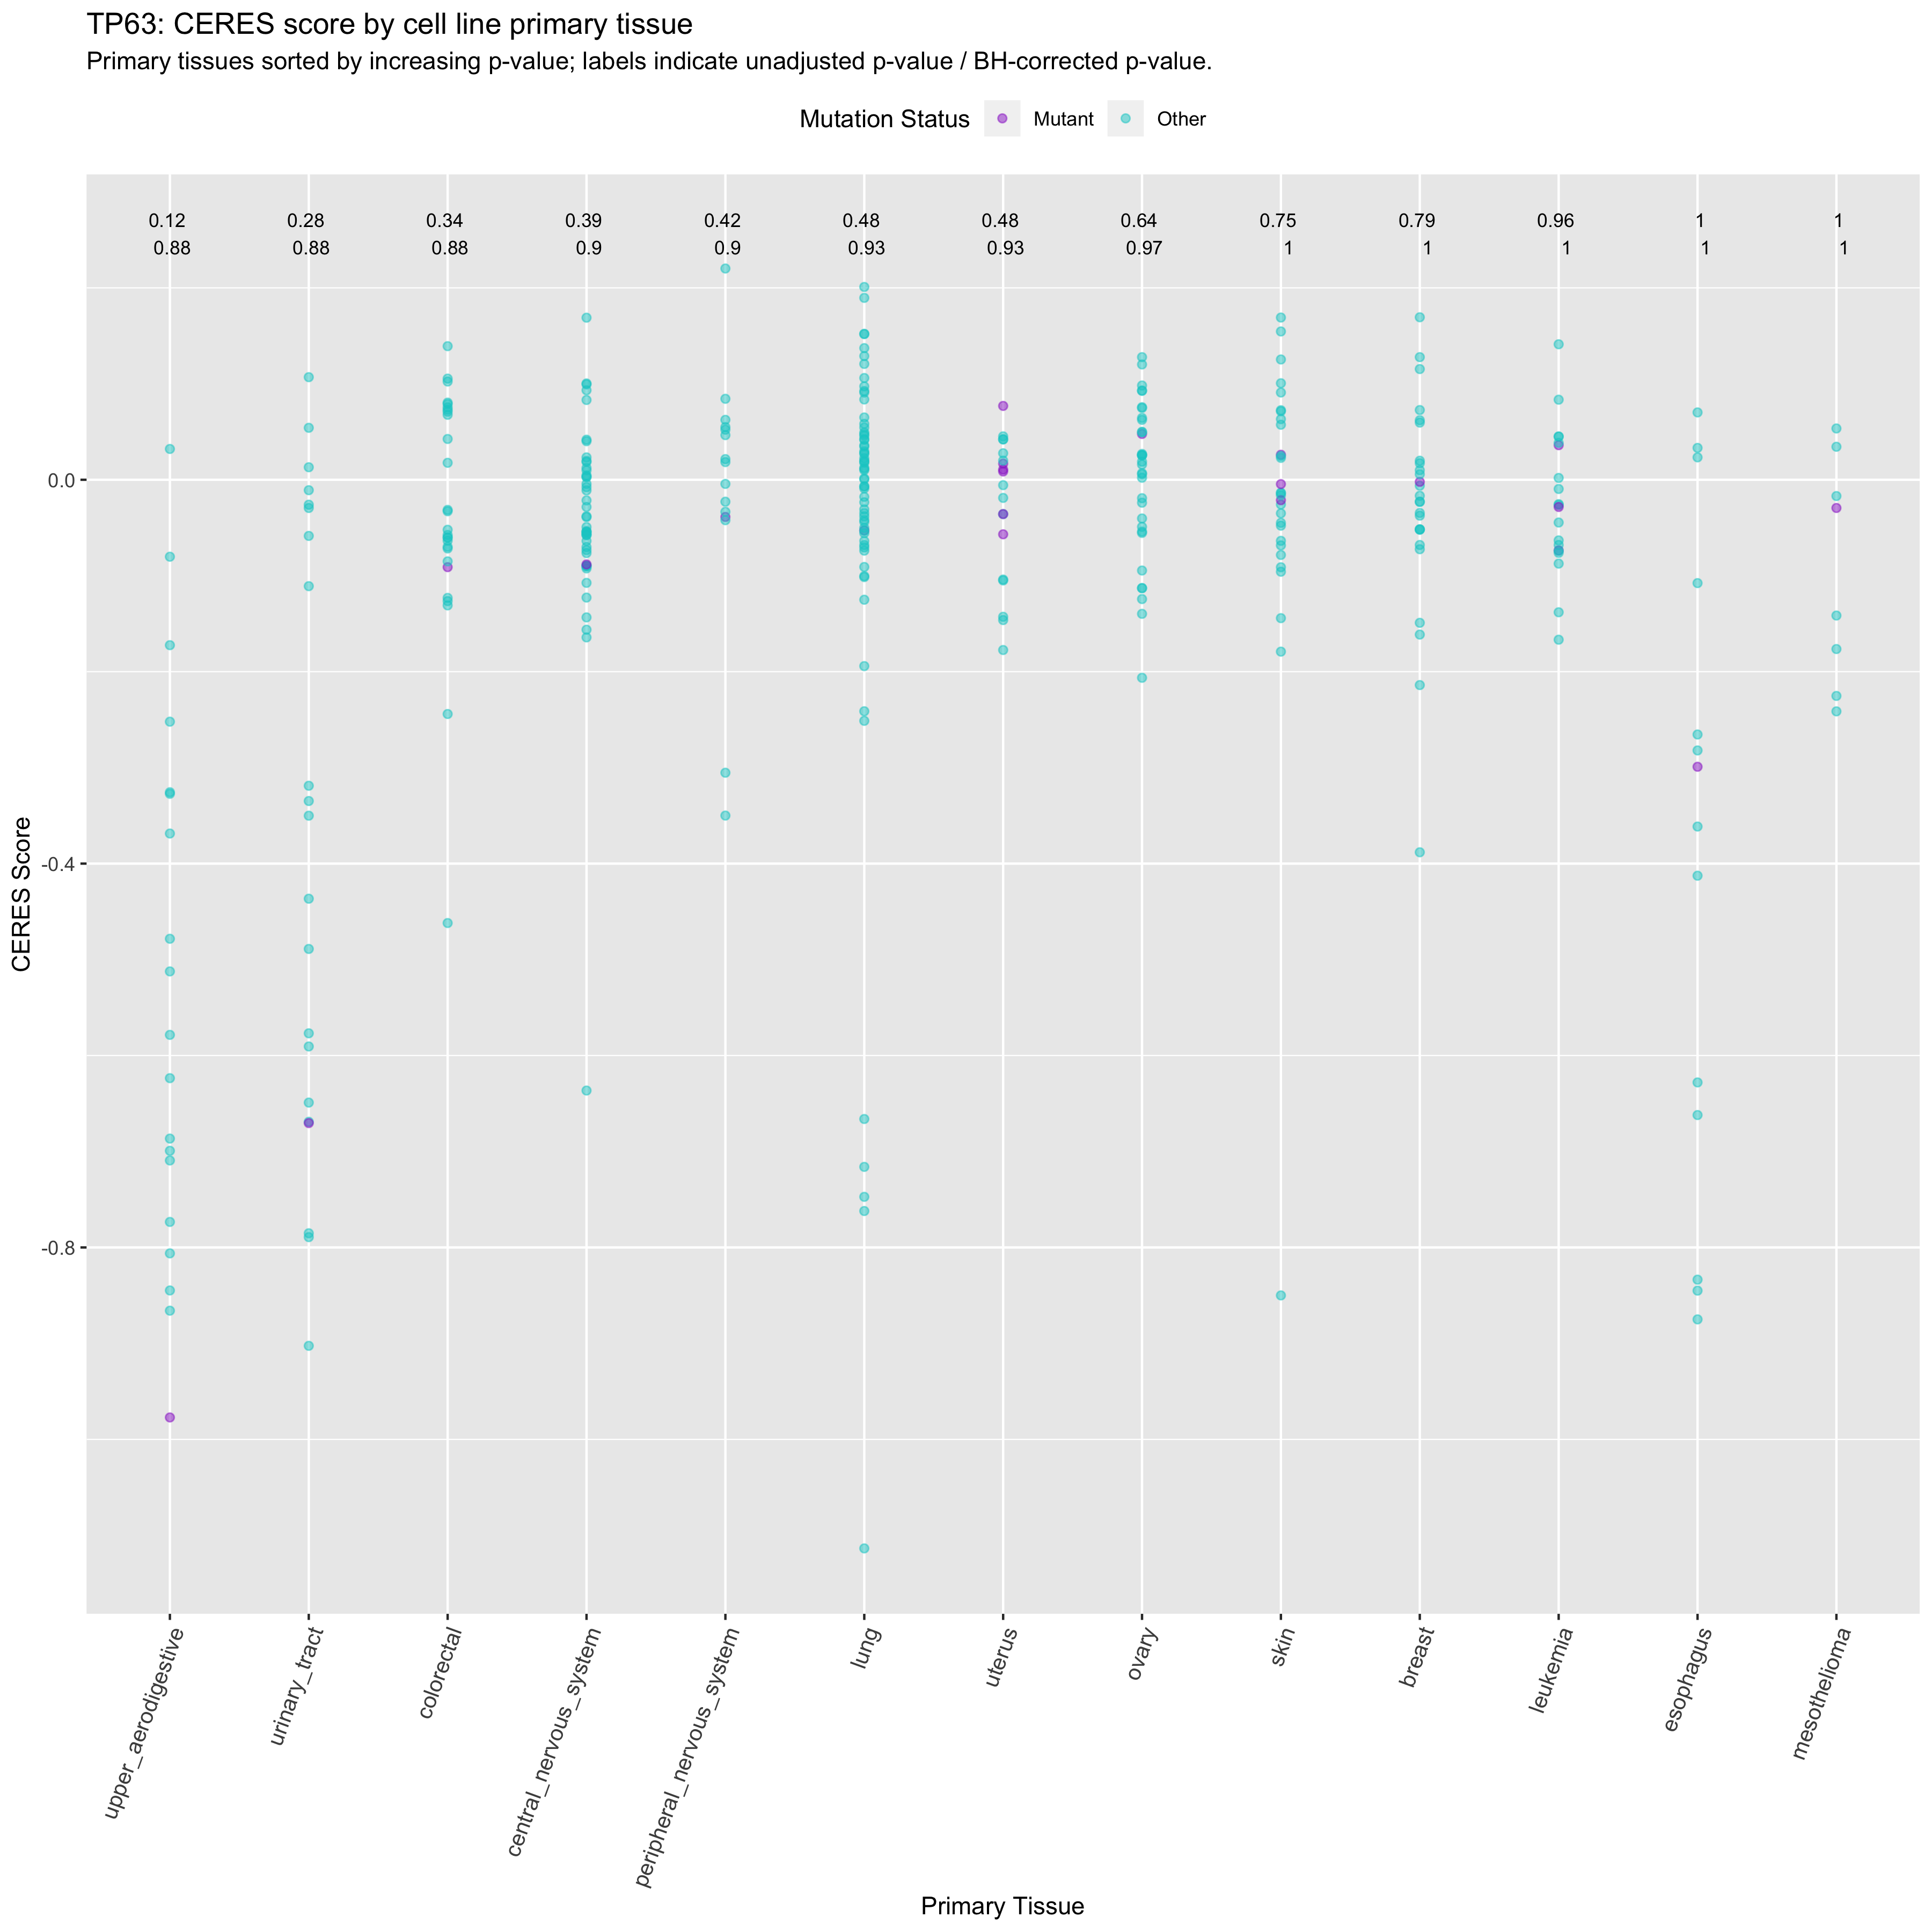 TP63: CERES score by cell line primary tissue
Primary tissues sorted by increasing p-value; labels indicate unadjusted p-value / BH-corrected p-value.
Mutation Status Mutant Other
0.12 0.28 0.34 0.39 0.42 0.48 0.48 0.64 0.75 0.79 0.96 1 1
0.88 0.88 0.88 0.9 0.9 0.93 0.93 0.97 1 1 1 1 1
0.0
-0.4
-0.8
CERES Score
upper_aerodigestive
urinary_tract
colorectal
central_nervous_system
peripheral_nervous_system
lung
uterus
ovary
skin
breast
leukemia
esophagus
mesothelioma
Primary Tissue